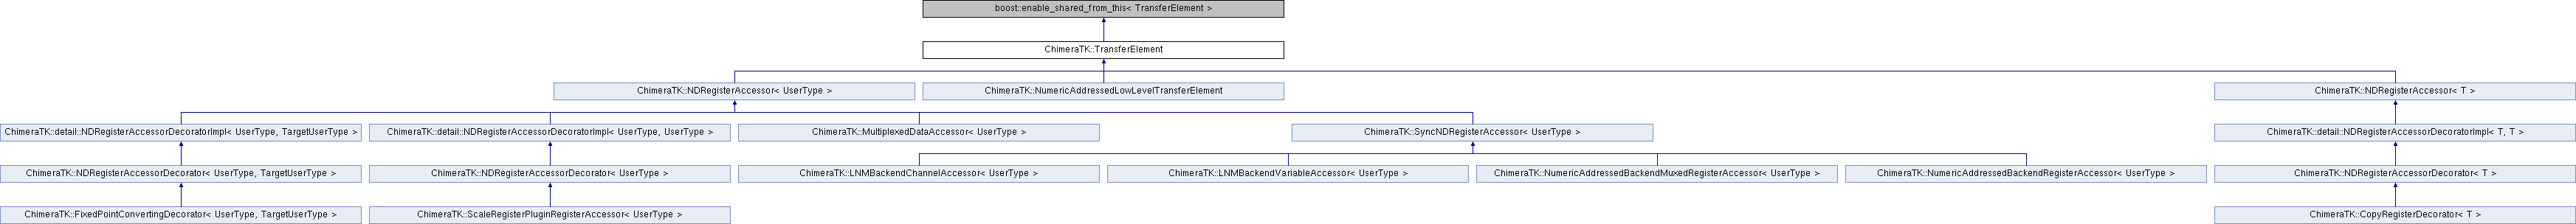 boost::enable_shared_from_this< TransferElement >
ChimeraTK::TransferElement
ChimeraTK::NDRegisterAccessor< UserType >
ChimeraTK::NumericAddressedLowLevelTransferElement
ChimeraTK::NDRegisterAccessor< T >
ChimeraTK::detail::NDRegisterAccessorDecoratorImpl< UserType, TargetUserType >
ChimeraTK::detail::NDRegisterAccessorDecoratorImpl< UserType, UserType >
ChimeraTK::MultiplexedDataAccessor< UserType >
ChimeraTK::SyncNDRegisterAccessor< UserType >
ChimeraTK::detail::NDRegisterAccessorDecoratorImpl< T, T >
ChimeraTK::NDRegisterAccessorDecorator< UserType, TargetUserType >
ChimeraTK::NDRegisterAccessorDecorator< UserType >
ChimeraTK::LNMBackendChannelAccessor< UserType >
ChimeraTK::LNMBackendVariableAccessor< UserType >
ChimeraTK::NumericAddressedBackendMuxedRegisterAccessor< UserType >
ChimeraTK::NumericAddressedBackendRegisterAccessor< UserType >
ChimeraTK::NDRegisterAccessorDecorator< T >
ChimeraTK::FixedPointConvertingDecorator< UserType, TargetUserType >
ChimeraTK::ScaleRegisterPluginRegisterAccessor< UserType >
ChimeraTK::CopyRegisterDecorator< T >